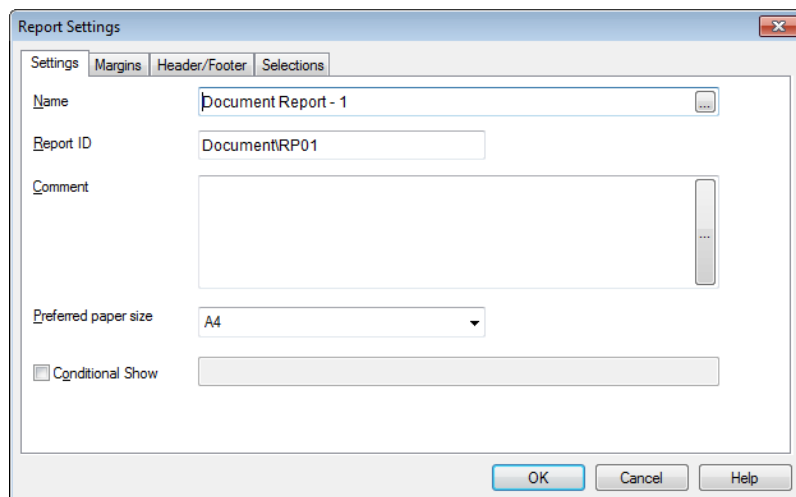 Report Settings
Settings Margins Header/Footer Selections
Name Document Report - 1 ...
Report ID Document\RP01
Comment ...
Preferred paper size A4
Conditional Show
OK Cancel Help